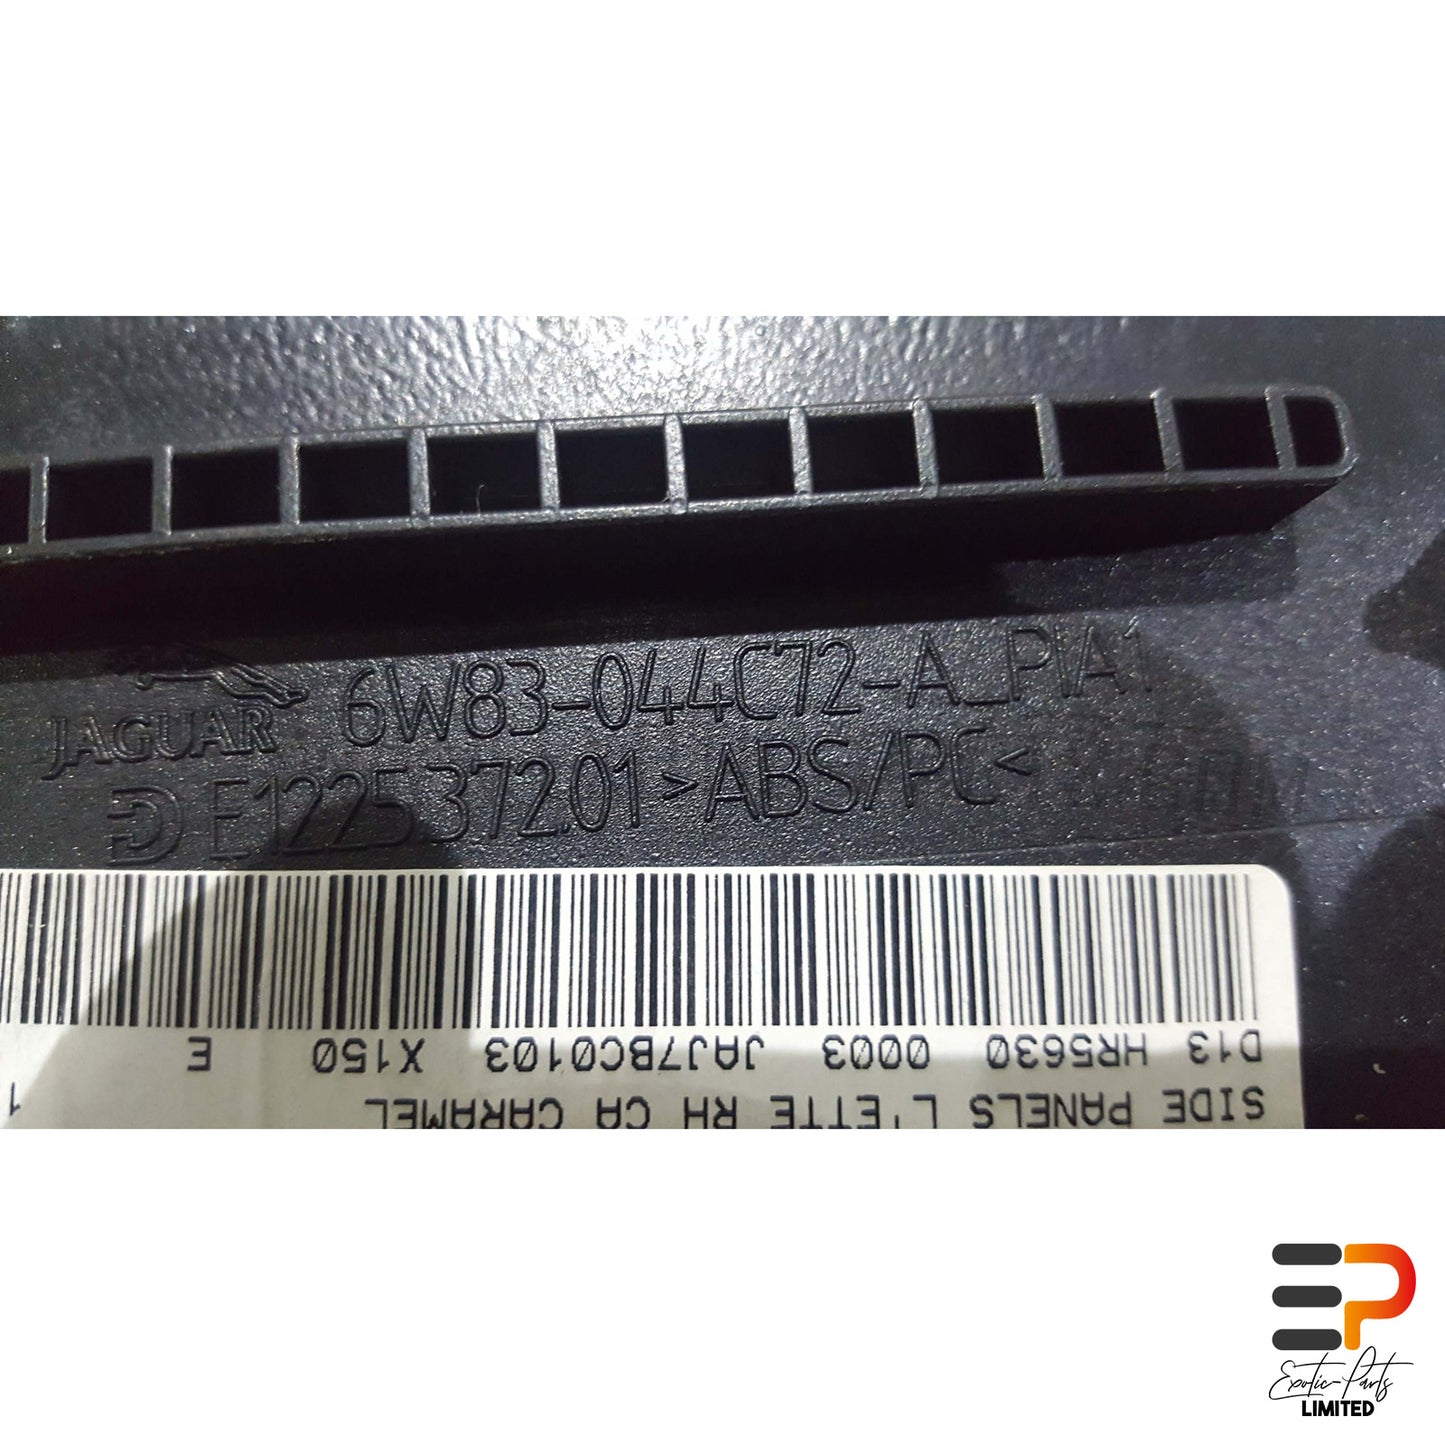 JAGUAR 6W83-044C72-A_PIA1
E1225372.01 >ABS/PC<
SIDE PANELS L'ETTE RH CA CARAMEL
D13 HR5630 0003 JAJ7BC0103 X150 E
1
EP
Exotic-Parts
LIMITED